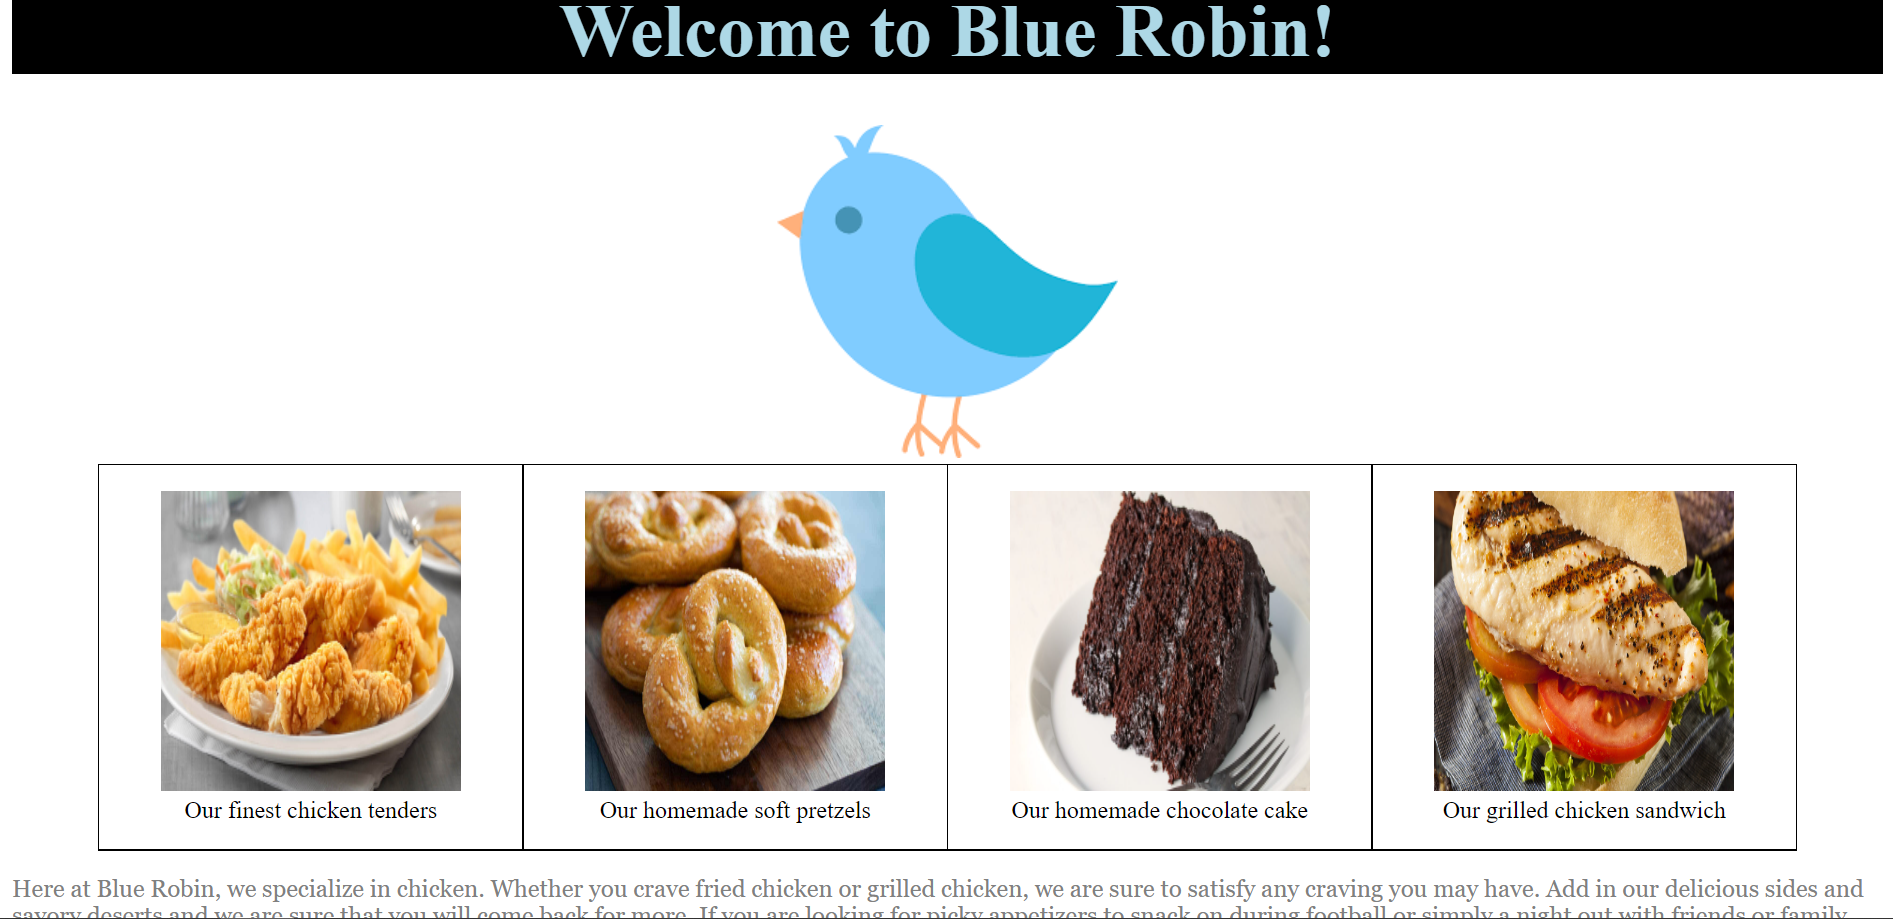 Welcome to Blue Robin!
Our finest chicken tenders
Our homemade soft pretzels
Our homemade chocolate cake
Our grilled chicken sandwich
Here at Blue Robin, we specialize in chicken. Whether you crave fried chicken or grilled chicken, we are sure to satisfy any craving you may have. Add in our delicious sides and
savory deserts and we are sure that you will come back for more. If you are looking for picky appetizers to snack on during football or simply a night out with friends or family,